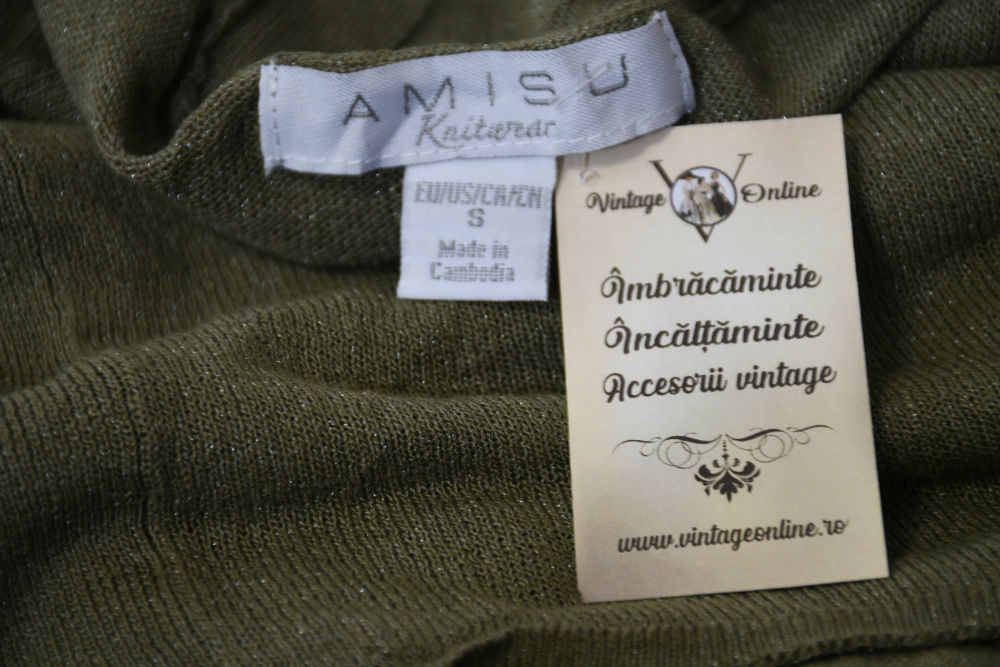 AMISU
Knitwear
EU/US/CA/CN
S
Made in
Cambodia
Vintage Online
Îmbrăcăminte
Încălțăminte
Accesorii vintage
www.vintageonline.ro